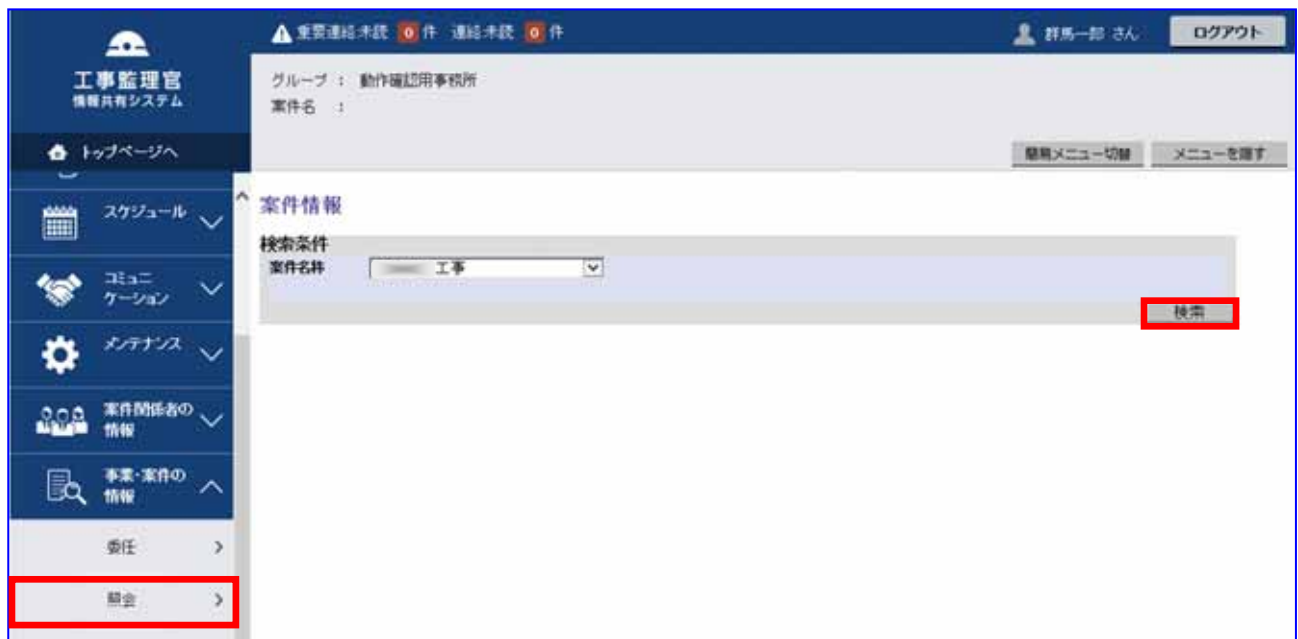 重要連絡未読 0 件 連絡未読 0 件
群馬一郎 さん
ログアウト
工事監理官
情報共有システム
グループ : 動作確認用事務所
案件名 :
トップページへ
簡易メニュー切替
メニューを隠す
スケジュール
コミュニ
ケーション
メンテナンス
案件関係者の
情報
事業・案件の
情報
委任
照会
案件情報
検索条件
案件名称
工事
検索